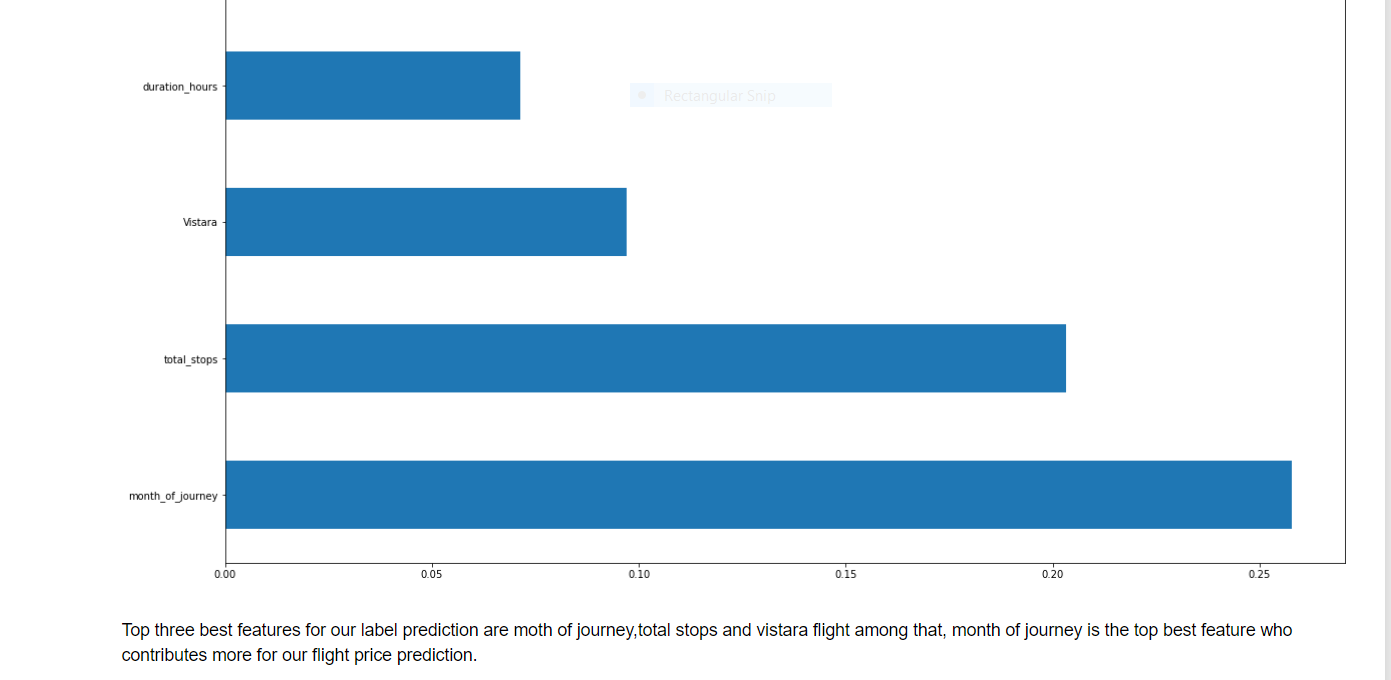 duration_hours
Rectangular Snip
Vistara
total_stops
month_of_journey
0.00 0.05 0.10 0.15 0.20 0.25
Top three best features for our label prediction are moth of journey,total stops and vistara flight among that, month of journey is the top best feature who
contributes more for our flight price prediction.